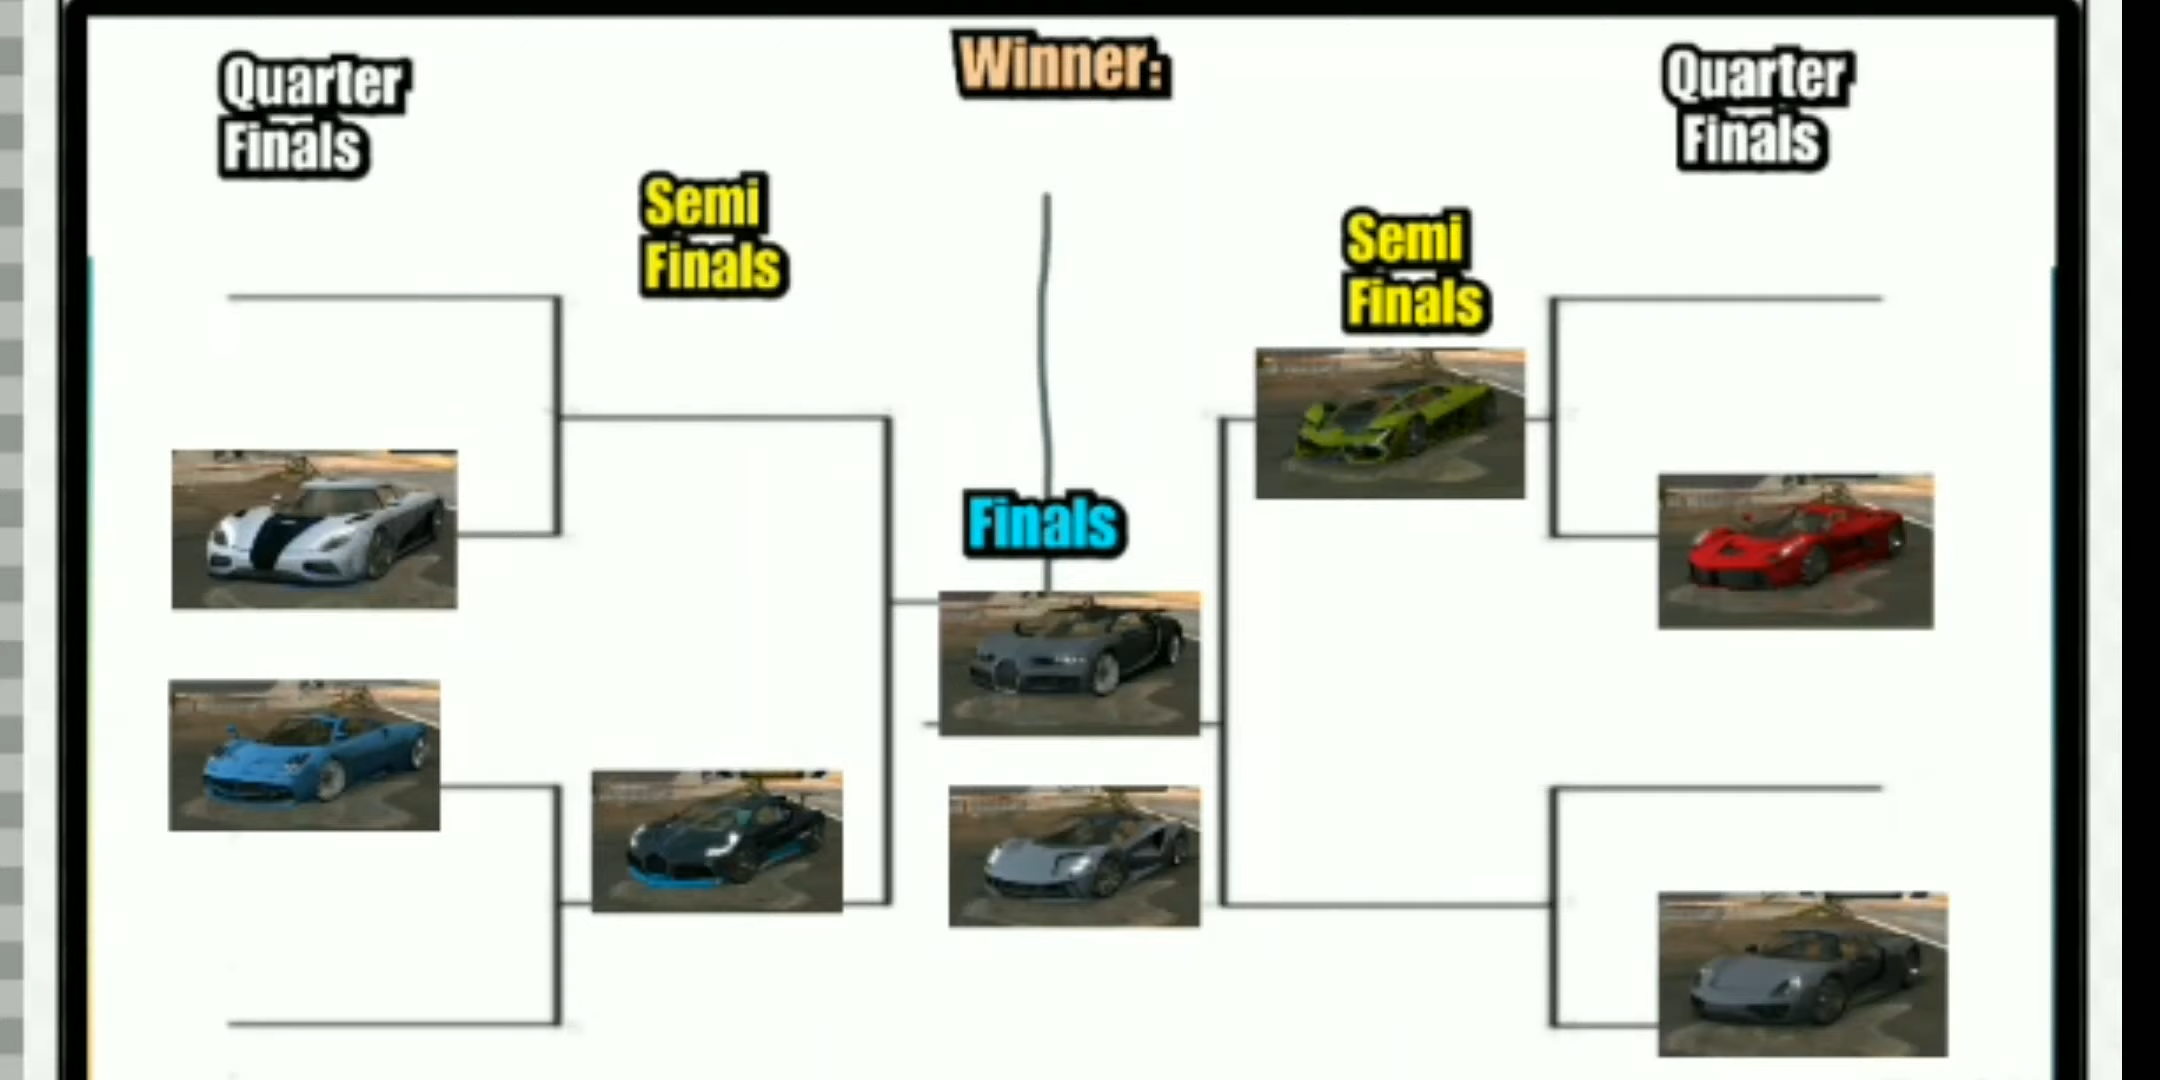 Winner:
Quarter
Finals
Quarter
Finals
Semi
Finals
Semi
Finals
Finals